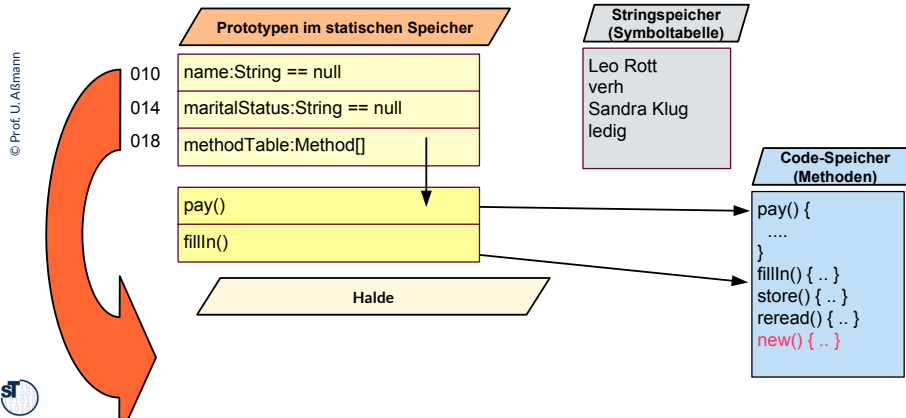 Prototypen im statischen Speicher
Stringspeicher
(Symboltabelle)
© Prof. U. Aßmann
010
name:String == null
014
maritalStatus:String == null
018
methodTable:Method[]
Leo Rott
verh
Sandra Klug
ledig
pay()
fillIn()
Code-Speicher
(Methoden)
pay() {
....
}
fillIn() { .. }
store() { .. }
reread() { .. }
new() { .. }
Halde
ST